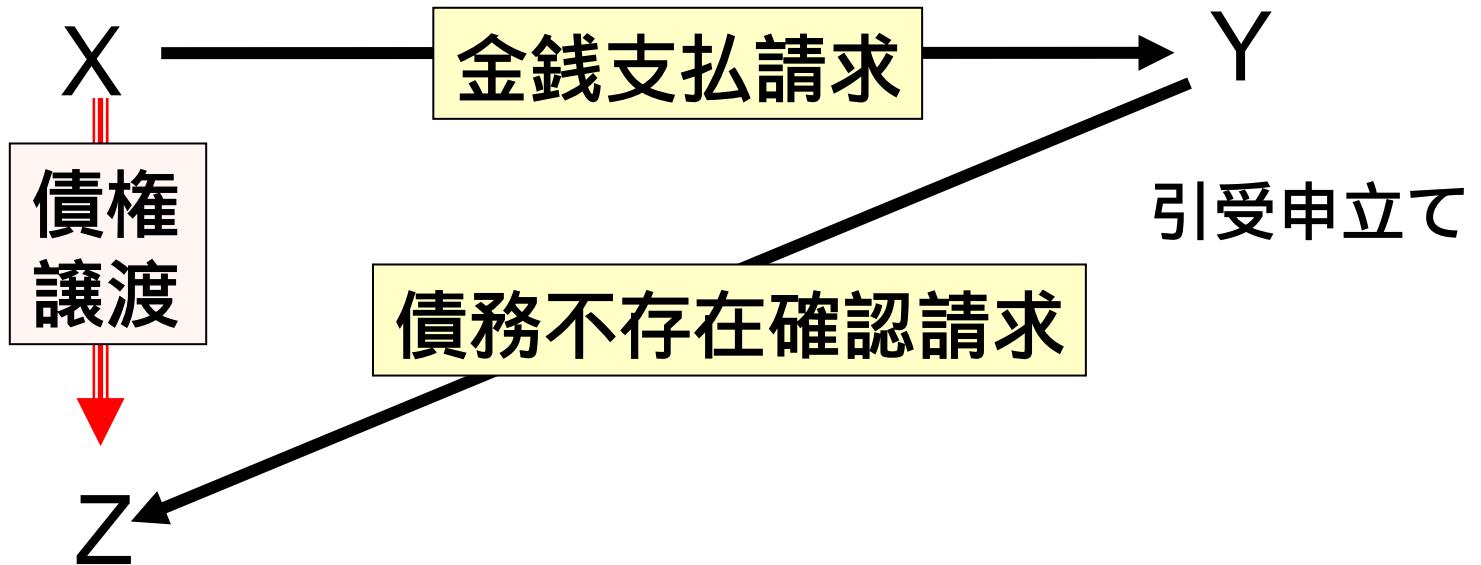 X
金銭支払請求
Y
債権
譲渡
引受申立て
債務不存在確認請求
Z